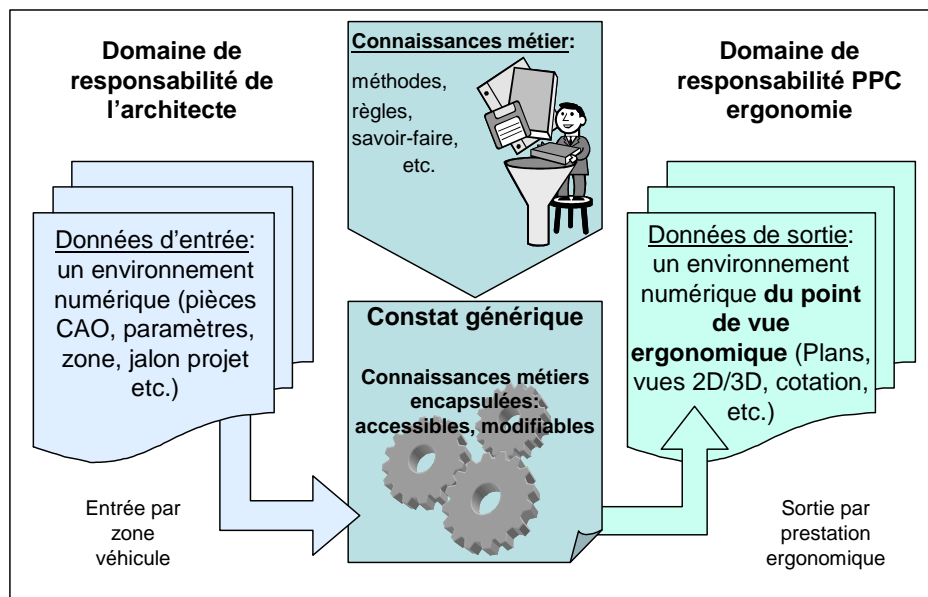 Domaine de
responsabilité de
l'architecte
Données d'entrée:
un environnement
numérique (pièces
CAO, paramètres,
zone, jalon projet
etc.)
Entrée par
zone
véhicule
Connaissances métier:
méthodes,
règles,
savoir-faire,
etc.
Constat générique
Connaissances métiers
encapsulées:
accessibles, modifiables
Domaine de
responsabilité PPC
ergonomie
Données de sortie:
un environnement
numérique du point
de vue
ergonomique (Plans,
vues 2D/3D, cotation,
etc.)
Sortie par
prestation
ergonomique